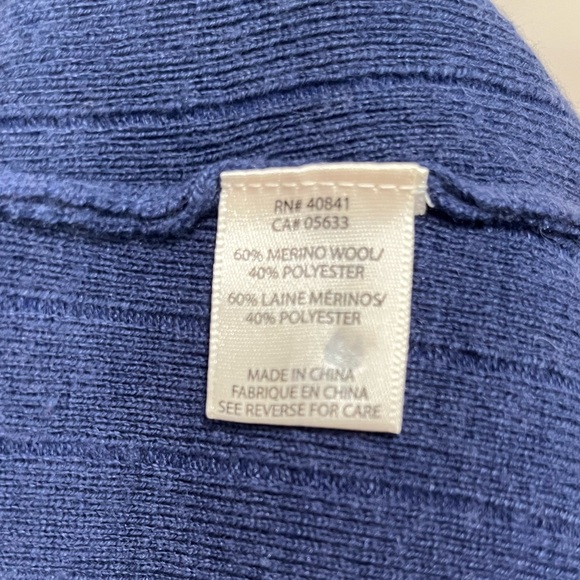 RN# 40841
CA# 05633
60% MERINO WOOL/
40% POLYESTER
60% LAINE MÉRINOS/
40% POLYESTER
MADE IN CHINA
FABRIQUE EN CHINA
SEE REVERSE FOR CARE